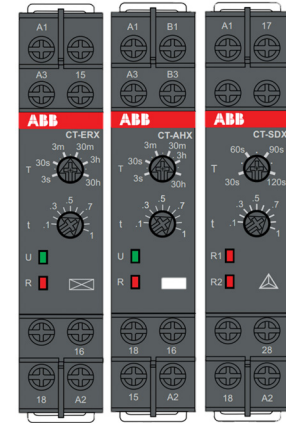 A1
A3 15
ABB
CT-ERX
3m 30m
30s 3h
T
3s 30h
.3 .5 .7
t .1 1
U
R
16
18 A2
A1 B1
A3 B3
ABB
CT-AHX
3m 30m
30s 3h
T
3s 30h
.3 .5 .7
t .1 1
U
R
18 16
15 A2
A1 17
ABB
CT-SDX
60s 90s
T
30s 120s
.3 .5 .7
t .1 1
R1
R2
28
18 A2